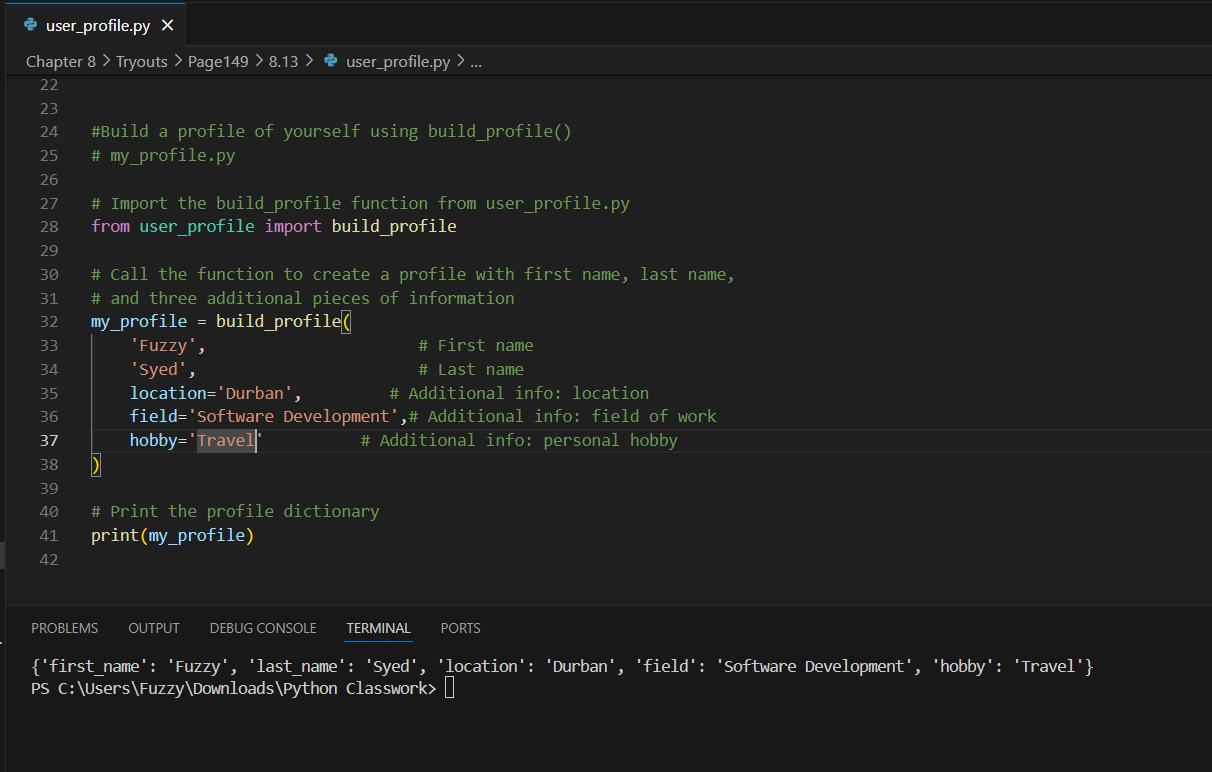 user_profile.py
Chapter 8 > Tryouts > Page149 > 8.13 > user_profile.py > ...
22
23
24 #Build a profile of yourself using build_profile()
25 # my_profile.py
26
27 # Import the build_profile function from user_profile.py
28 from user_profile import build_profile
29
30 # Call the function to create a profile with first name, last name,
31 # and three additional pieces of information
32 my_profile = build_profile(
33     'Fuzzy',                      # First name
34     'Syed',                       # Last name
35     location='Durban',         # Additional info: location
36     field='Software Development',# Additional info: field of work
37     hobby='Travel'          # Additional info: personal hobby
38 )
39
40 # Print the profile dictionary
41 print(my_profile)
42
PROBLEMS OUTPUT DEBUG CONSOLE TERMINAL PORTS
{'first_name': 'Fuzzy', 'last_name': 'Syed', 'location': 'Durban', 'field': 'Software Development', 'hobby': 'Travel'}
PS C:\Users\Fuzzy\Downloads\Python Classwork>